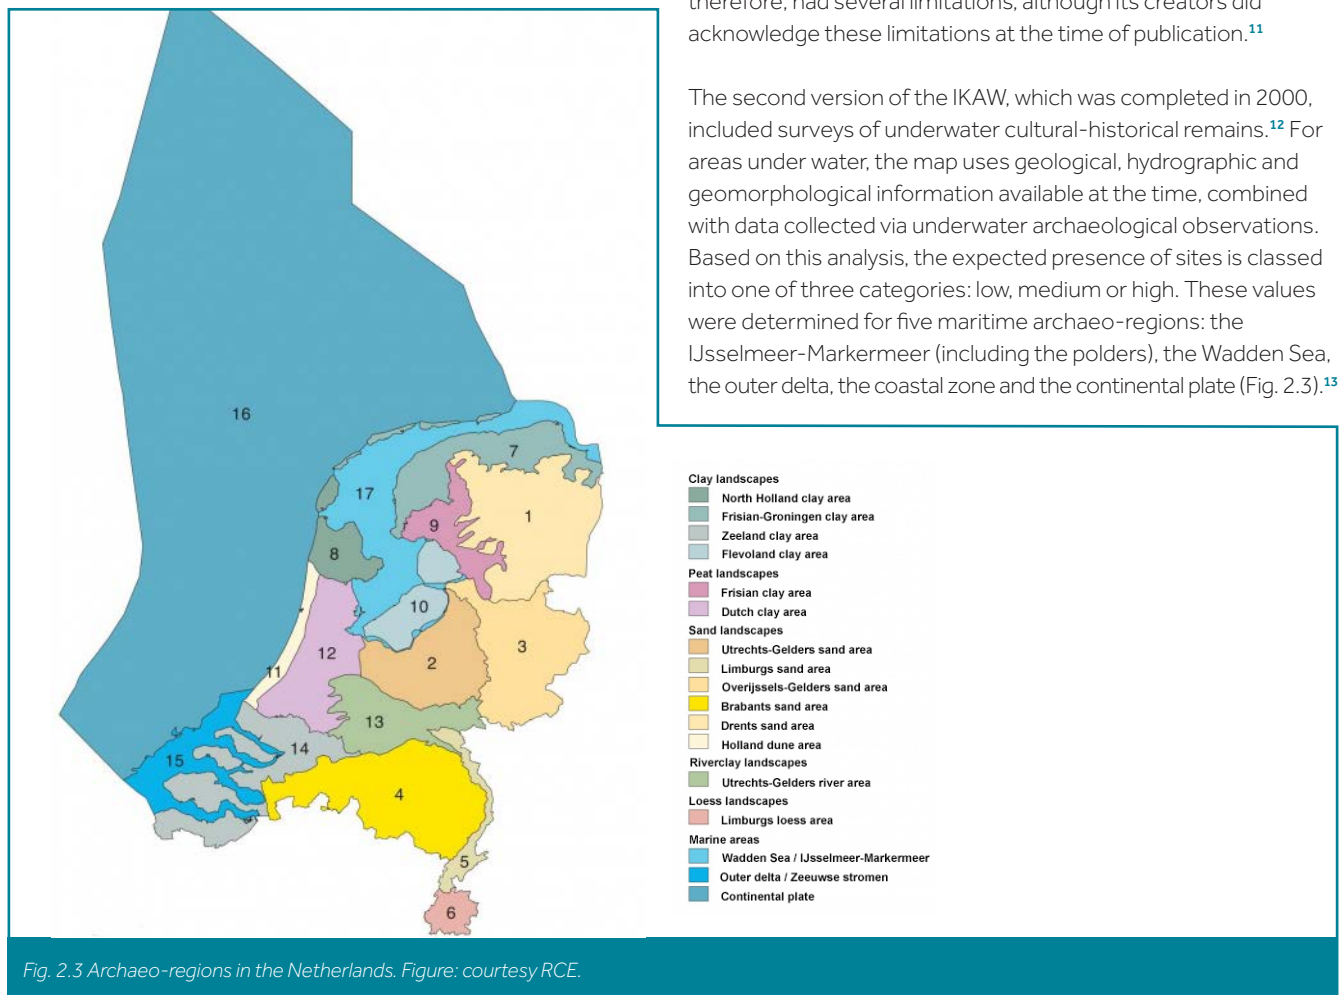 therefore, had several limitations, although its creators did
acknowledge these limitations at the time of publication.11
The second version of the IKAW, which was completed in 2000,
included surveys of underwater cultural-historical remains.12 For
areas under water, the map uses geological, hydrographic and
geomorphological information available at the time, combined
with data collected via underwater archaeological observations.
Based on this analysis, the expected presence of sites is classed
into one of three categories: low, medium or high. These values
were determined for five maritime archaeo-regions: the
IJsselmeer-Markermeer (including the polders), the Wadden Sea,
the outer delta, the coastal zone and the continental plate (Fig. 2.3).13
16
7
17
1
9
8
10
12
3
2
11
13
14
15
4
5
6
Clay landscapes
North Holland clay area
Frisian-Groningen clay area
Zeeland clay area
Flevoland clay area
Peat landscapes
Frisian clay area
Dutch clay area
Sand landscapes
Utrechts-Gelders sand area
Limburgs sand area
Overijssels-Gelders sand area
Brabants sand area
Drents sand area
Holland dune area
Riverclay landscapes
Utrechts-Gelders river area
Loess landscapes
Limburgs loess area
Marine areas
Wadden Sea / IJsselmeer-Markermeer
Outer delta / Zeeuwse stromen
Continental plate
Fig. 2.3 Archaeo-regions in the Netherlands. Figure: courtesy RCE.